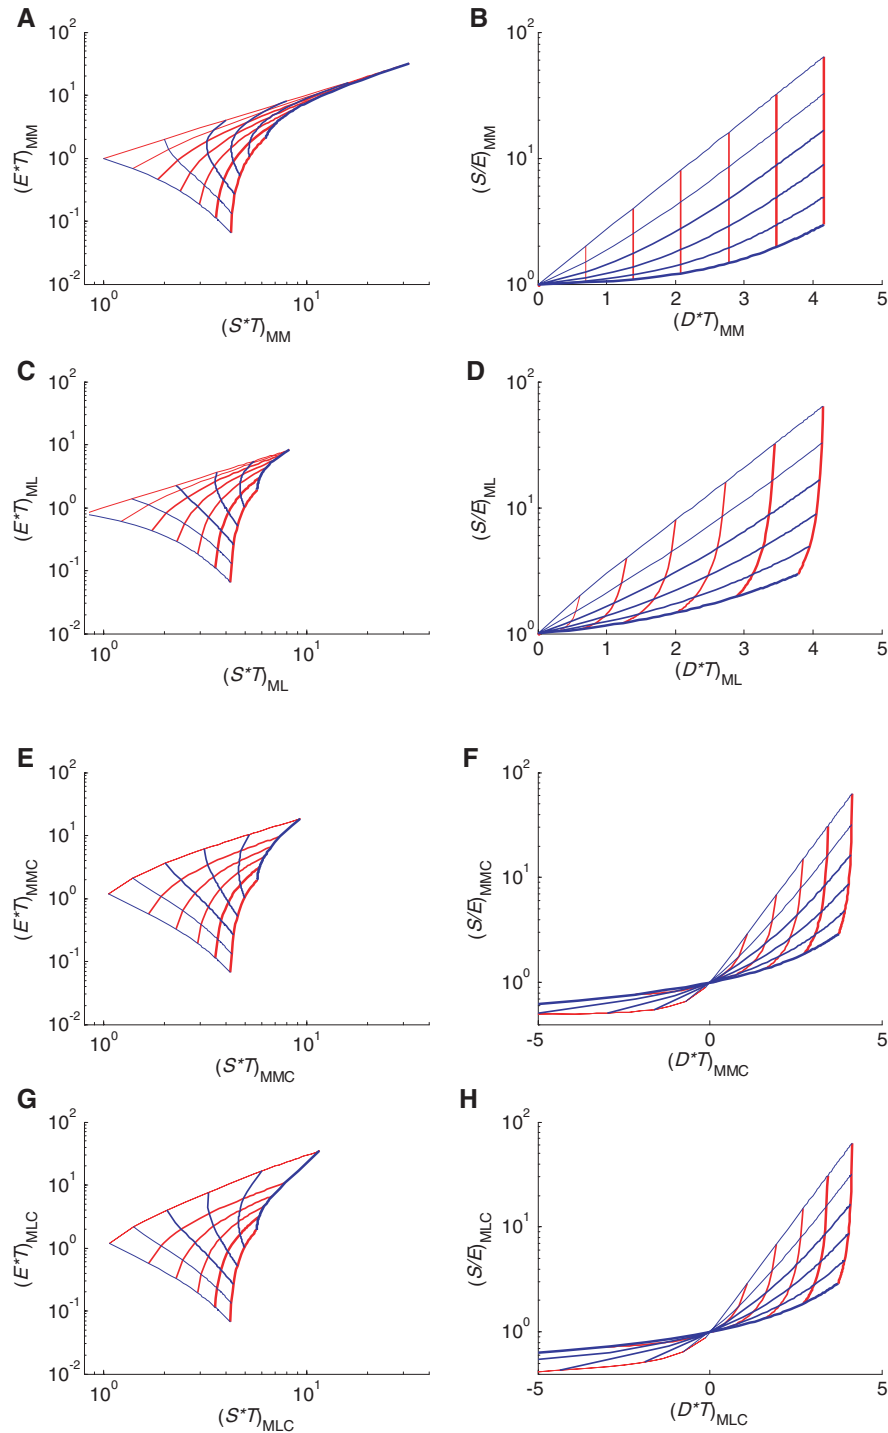 A
10^2
10^1
10^0
10^-1
10^-2
(E*T)MM
10^0
10^1
(S*T)MM
B
10^2
10^1
10^0
(S/E)MM
0
1
2
3
4
5
(D*T)MM
C
10^2
10^1
10^0
10^-1
10^-2
(E*T)ML
10^0
10^1
(S*T)ML
D
10^2
10^1
10^0
(S/E)ML
0
1
2
3
4
5
(D*T)ML
E
10^2
10^1
10^0
10^-1
10^-2
(E*T)MMC
10^0
10^1
(S*T)MMC
F
10^2
10^1
10^0
(S/E)MMC
-5
0
5
(D*T)MMC
G
10^2
10^1
10^0
10^-1
10^-2
(E*T)MLC
10^0
10^1
(S*T)MLC
H
10^2
10^1
10^0
(S/E)MLC
-5
0
5
(D*T)MLC